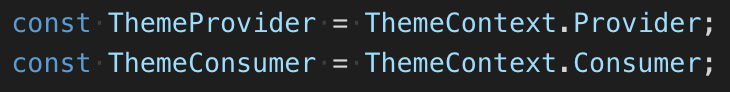 const ThemeProvider = ThemeContext.Provider;
const ThemeConsumer = ThemeContext.Consumer;